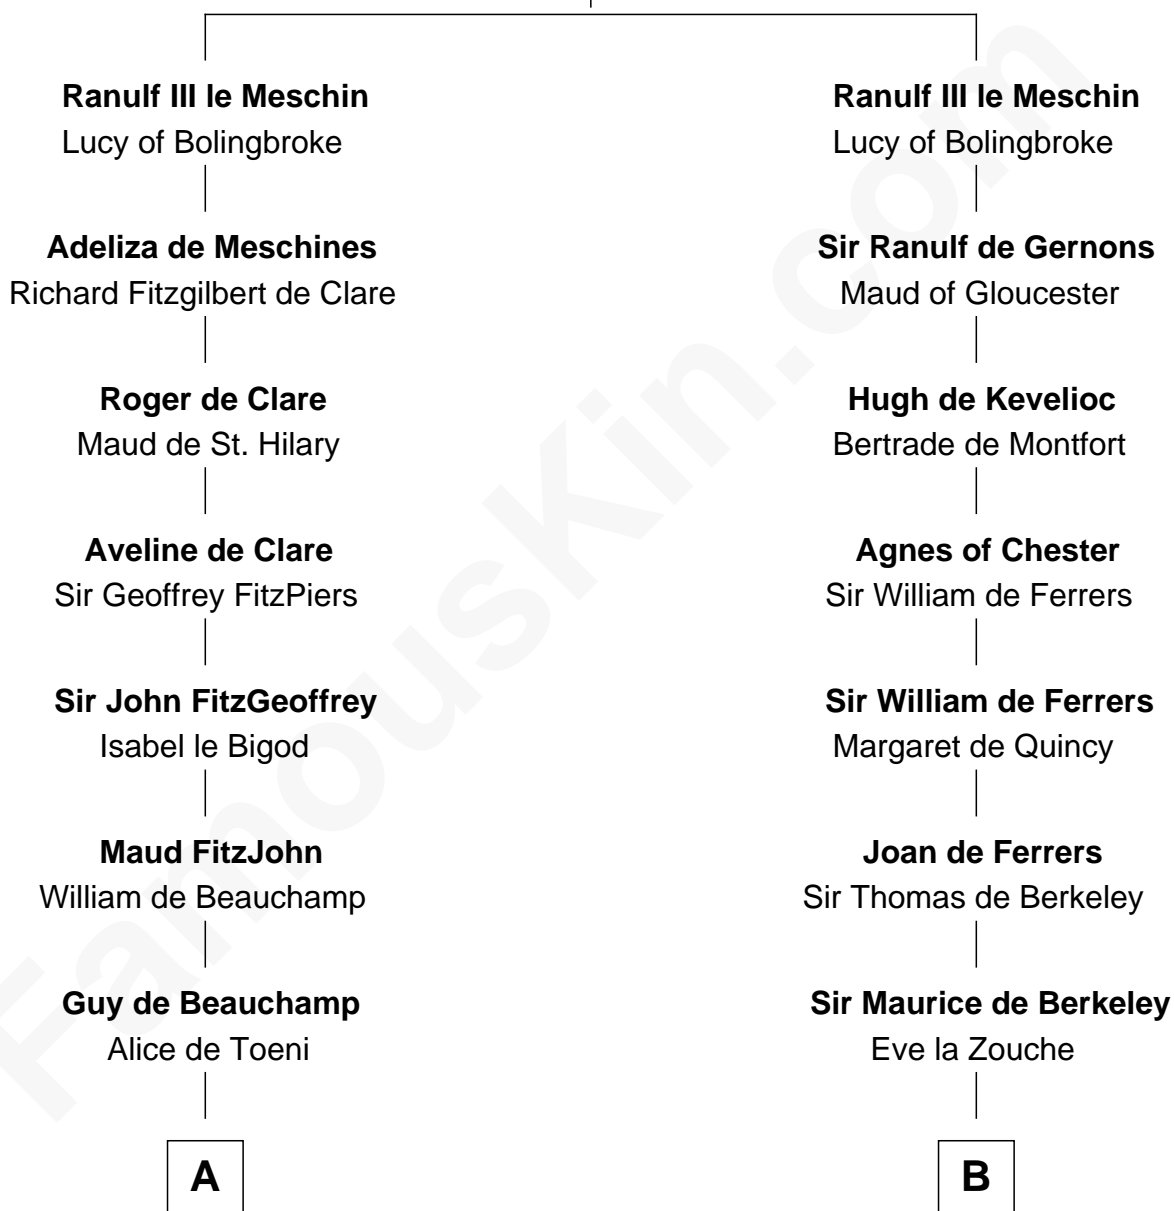 Ranulf III le Meschin
Lucy of Bolingbroke
Adeliza de Meschines
Richard Fitzgilbert de Clare
Roger de Clare
Maud de St. Hilary
Aveline de Clare
Sir Geoffrey FitzPiers
Sir John FitzGeoffrey
Isabel le Bigod
Maud FitzJohn
William de Beauchamp
Guy de Beauchamp
Alice de Toeni
A
Ranulf III le Meschin
Lucy of Bolingbroke
Sir Ranulf de Gernons
Maud of Gloucester
Hugh de Kevelioc
Bertrade de Montfort
Agnes of Chester
Sir William de Ferrers
Sir William de Ferrers
Margaret de Quincy
Joan de Ferrers
Sir Thomas de Berkeley
Sir Maurice de Berkeley
Eve la Zouche
B
FamousKin.com